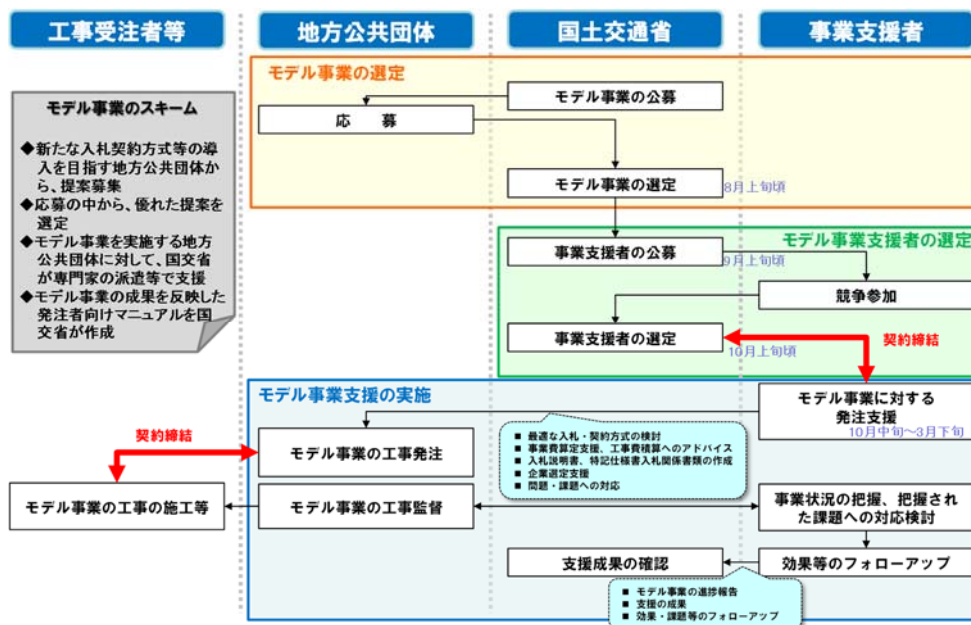 工事受注者等
地方公共団体
国土交通省
事業支援者
モデル事業の選定
モデル事業の公募
応　募
モデル事業の選定
8月上旬頃
モデル事業のスキーム
◆新たな入札契約方式等の導
入を目指す地方公共団体か
ら、提案募集
◆応募の中から、優れた提案を
選定
◆モデル事業を実施する地方
公共団体に対して、国交省
が専門家の派遣等で支援
◆モデル事業の成果を反映した
発注者向けマニュアルを国
交省が作成
モデル事業支援者の選定
事業支援者の公募
9月上旬頃
競争参加
事業支援者の選定
10月上旬頃
契約締結
モデル事業支援の実施
モデル事業に対する
発注支援
10月中旬～3月下旬
■ 最適な入札・契約方式の検討
■ 事業費算定支援、工事費積算へのアドバイス
■ 入札説明書、特記仕様書入札関係書類の作成
■ 企業選定支援
■ 問題・課題への対応
契約締結
モデル事業の工事発注
モデル事業の工事の施工等
モデル事業の工事監督
事業状況の把握、把握され
た課題への対応検討
支援成果の確認
効果等のフォローアップ
■ モデル事業の進捗報告
■ 支援の成果
■ 効果・課題等のフォローアップ